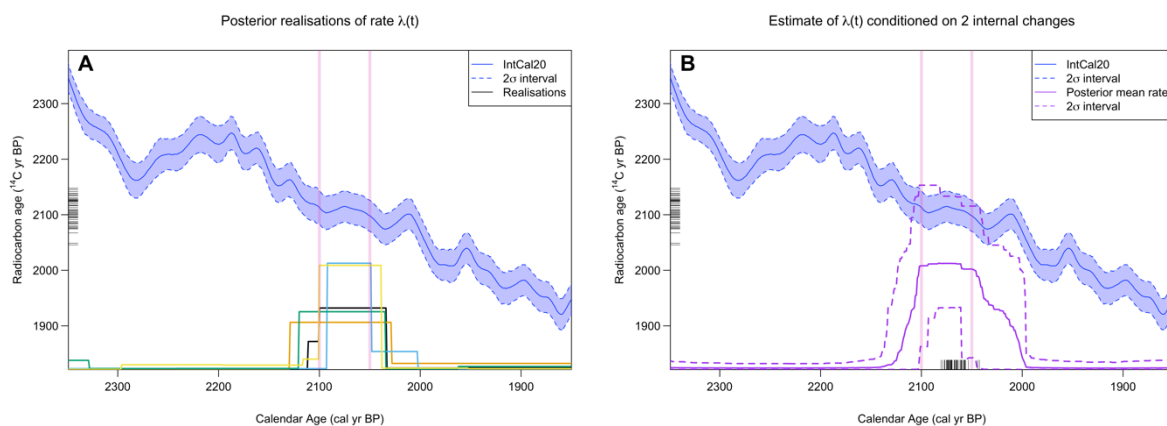 Posterior realisations of rate λ(t)
A
IntCal20
2σ interval
Realisations
Radiocarbon age (¹⁴C yr BP)
2300
2200
2100
2000
1900
2300 2200 2100 2000 1900
Calendar Age (cal yr BP)
Estimate of λ(t) conditioned on 2 internal changes
B
IntCal20
2σ interval
Posterior mean rate
2σ interval
Radiocarbon age (¹⁴C yr BP)
2300
2200
2100
2000
1900
2300 2200 2100 2000 1900
Calendar Age (cal yr BP)